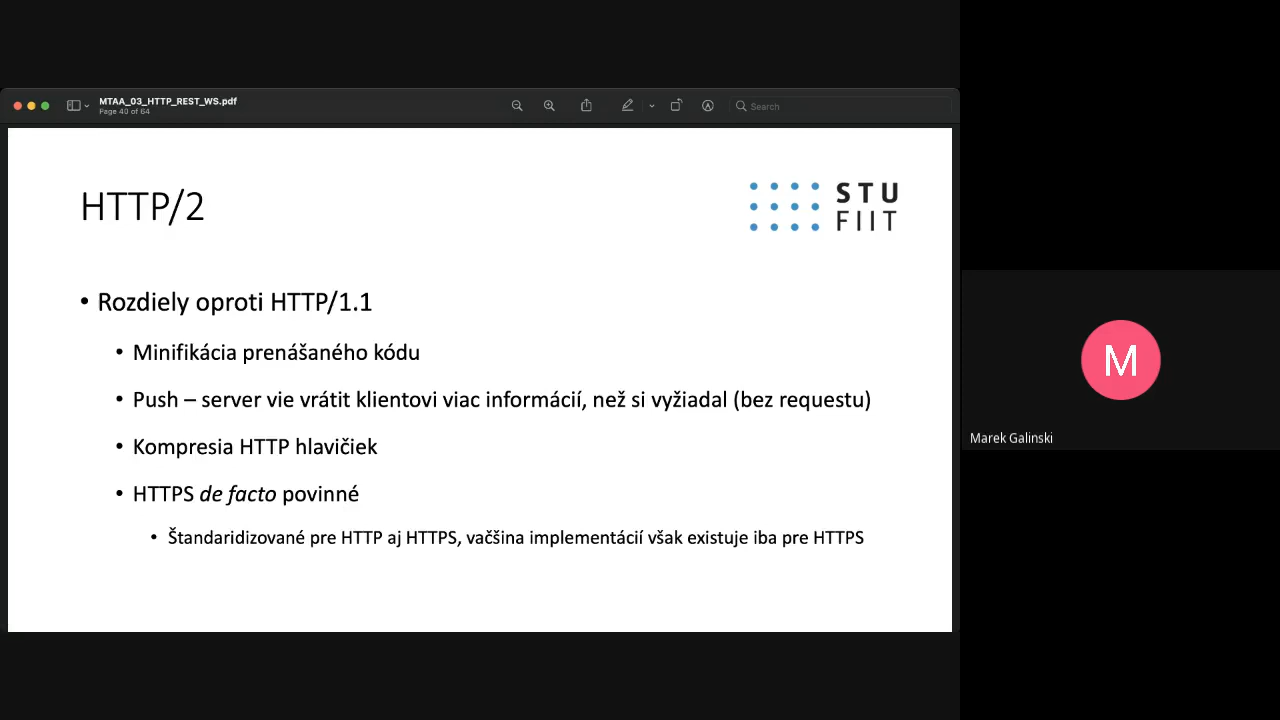 MTAA_03_HTTP_REST_WS.pdf
Page 40 of 64
Search
HTTP/2
STU
FIIT
• Rozdiely oproti HTTP/1.1
• Minifikácia prenášaného kódu
• Push – server vie vrátit klientovi viac informácií, než si vyžiadal (bez requestu)
• Kompresia HTTP hlavičiek
• HTTPS de facto povinné
• Štandaridizované pre HTTP aj HTTPS, vačšina implementácií však existuje iba pre HTTPS
M
Marek Galinski